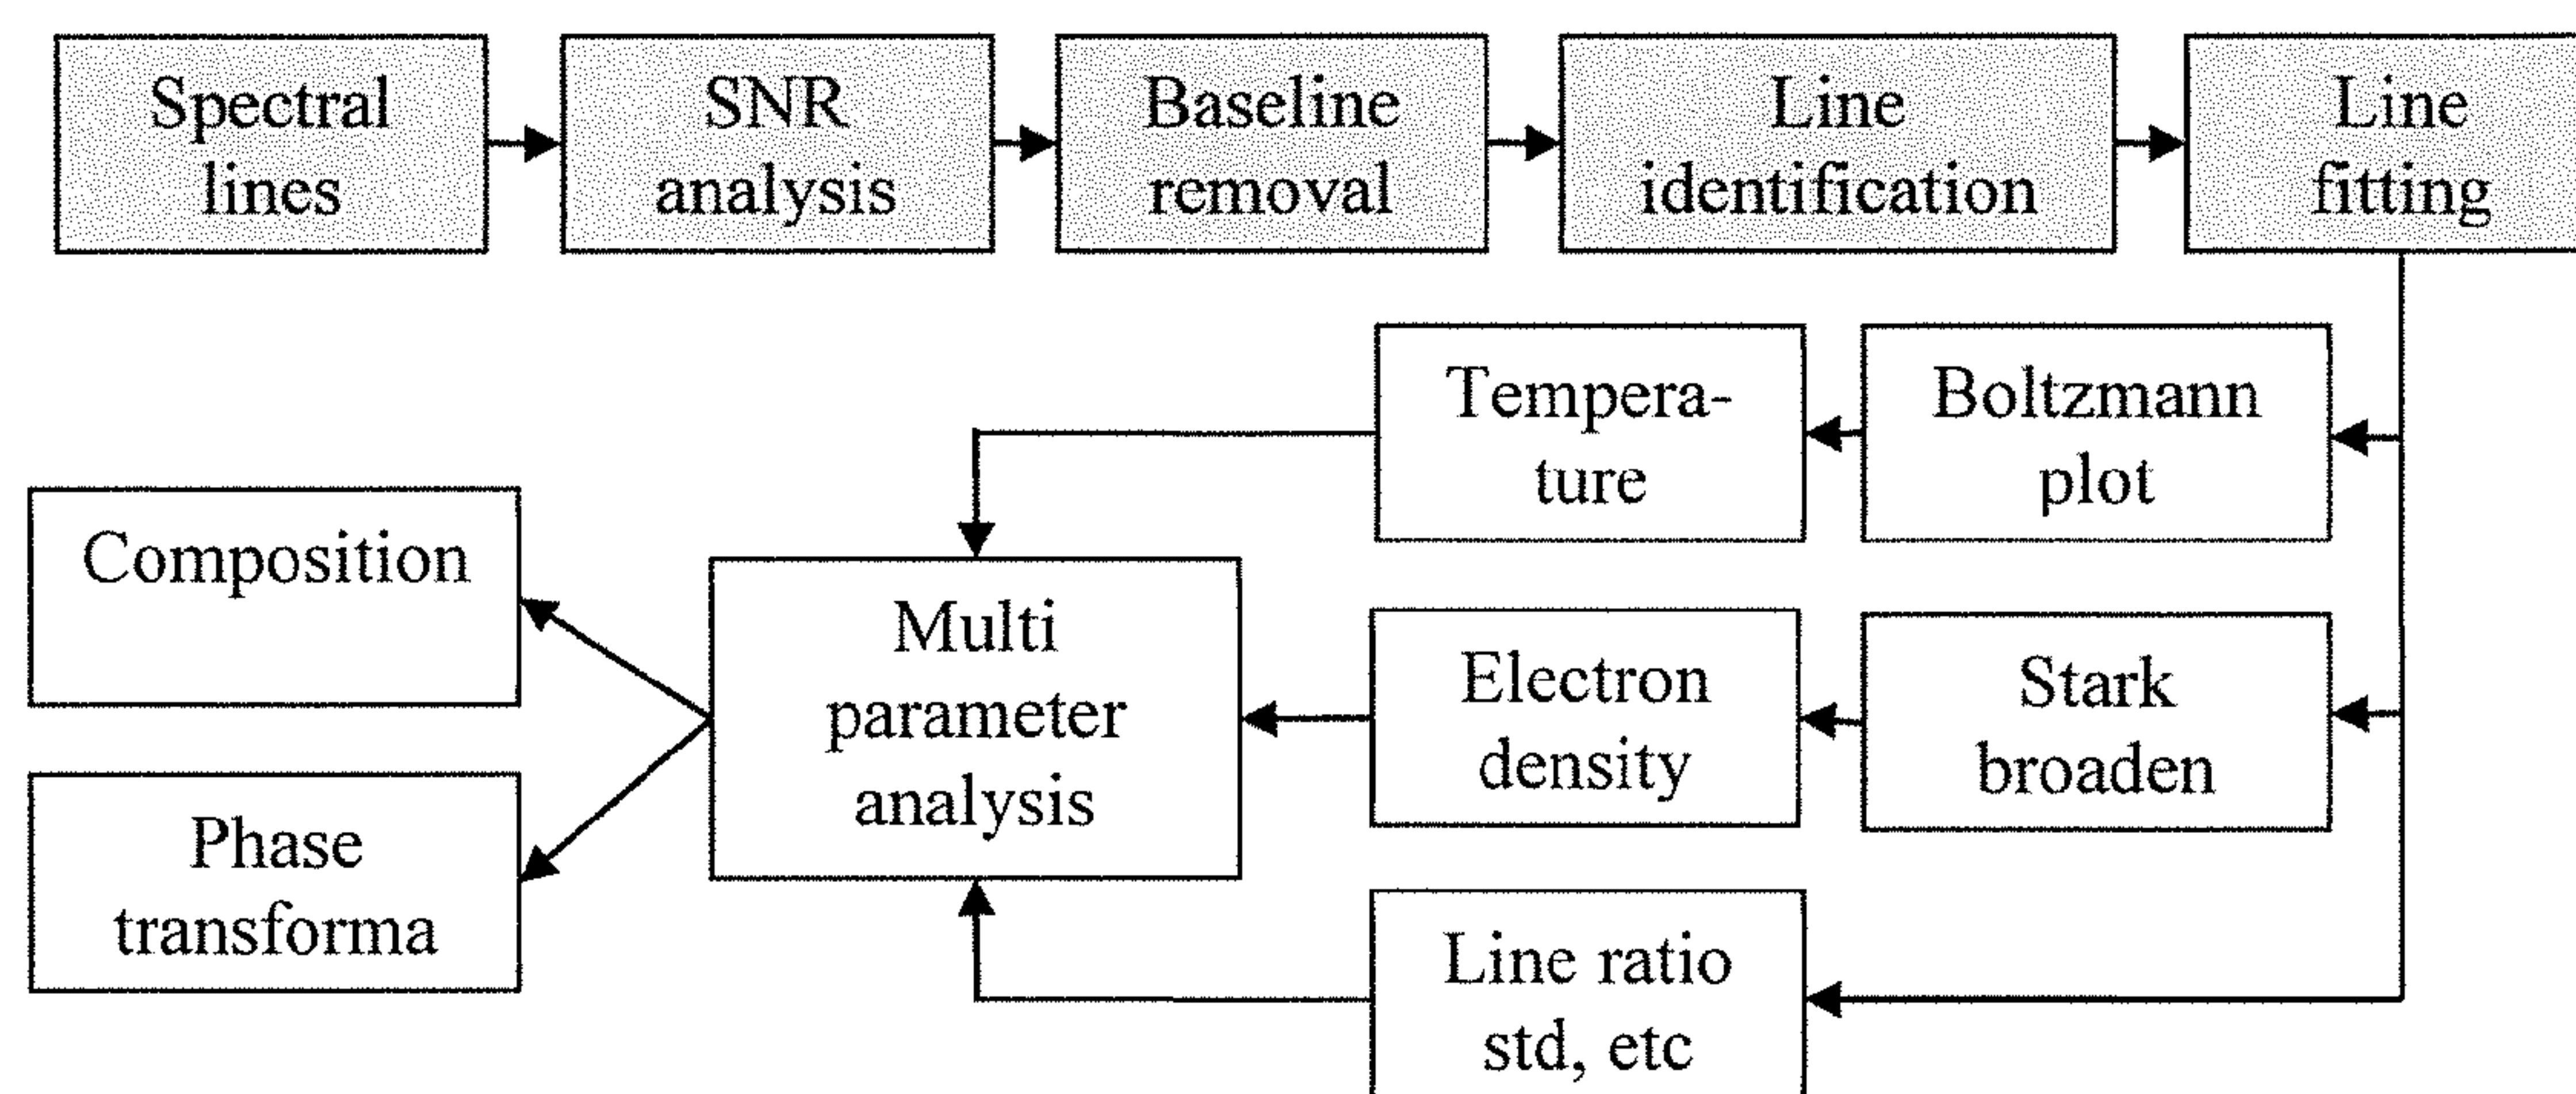 Spectral
lines
SNR
analysis
Baseline
removal
Line
identification
Line
fitting
Tempera-
ture
Boltzmann
plot
Composition
Multi
parameter
analysis
Electron
density
Stark
broaden
Phase
transforma
Line ratio
std, etc